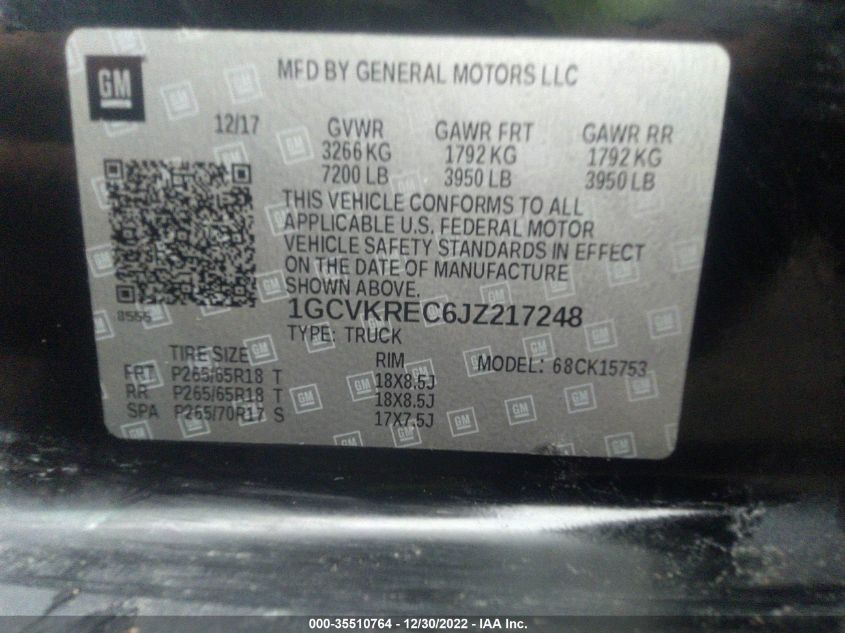 GM
MFD BY GENERAL MOTORS LLC
12/17
GVWR GAWR FRT GAWR RR
3266 KG 1792 KG 1792 KG
7200 LB 3950 LB 3950 LB
THIS VEHICLE CONFORMS TO ALL
APPLICABLE U.S. FEDERAL MOTOR
VEHICLE SAFETY STANDARDS IN EFFECT
ON THE DATE OF MANUFACTURE
SHOWN ABOVE.
8556
1GCVKREC6JZ217248
TYPE: TRUCK
TIRE SIZE RIM MODEL: 68CK15753
FRT P265/65R18 T 18X8.5J
RR P265/65R18 T 18X8.5J
SPA P265/70R17 S 17X7.5J
000-35510764 - 12/30/2022 - IAA Inc.